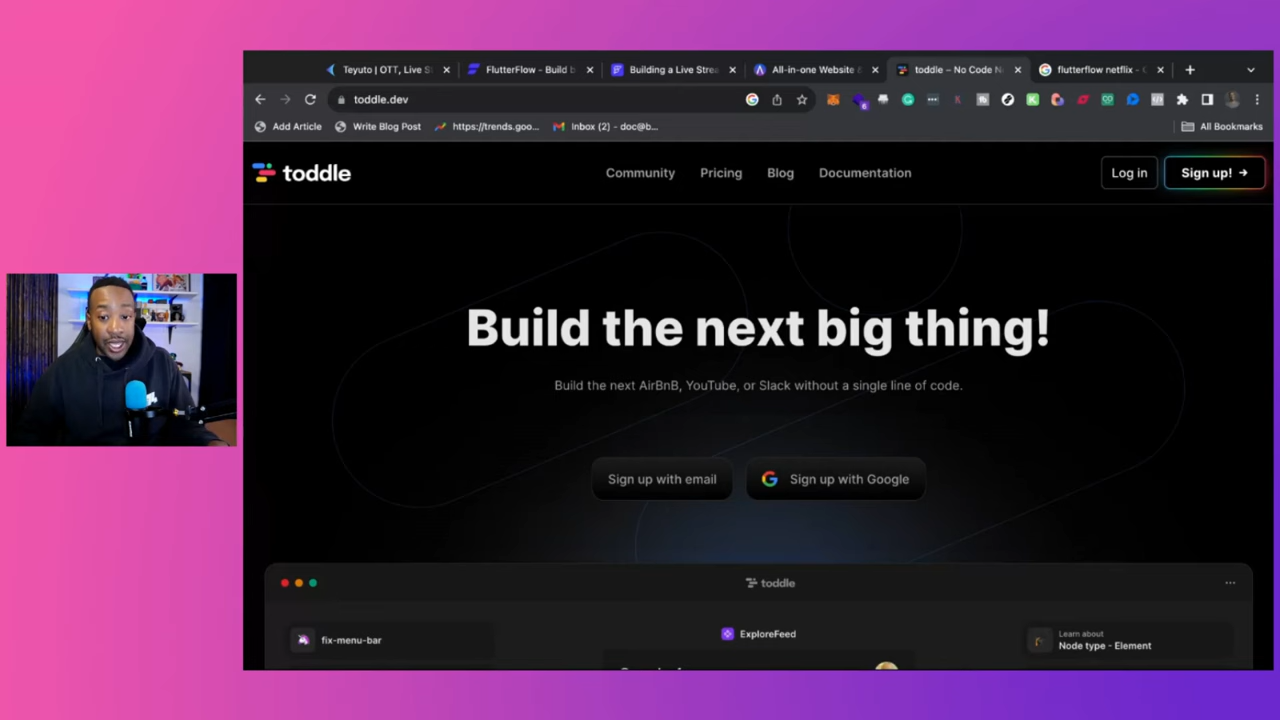 Teyuto | OTT, Live S
FlutterFlow - Build b
Building a Live Strea
All-in-one Website
toddle – No Code N
flutterflow netflix -
toddle.dev
Add Article
Write Blog Post
https://trends.goo...
Inbox (2) - doc@b...
All Bookmarks
toddle
Community
Pricing
Blog
Documentation
Log in
Sign up! →
Build the next big thing!
Build the next AirBnB, YouTube, or Slack without a single line of code.
Sign up with email
Sign up with Google
toddle
fix-menu-bar
ExploreFeed
Learn about
Node type - Element